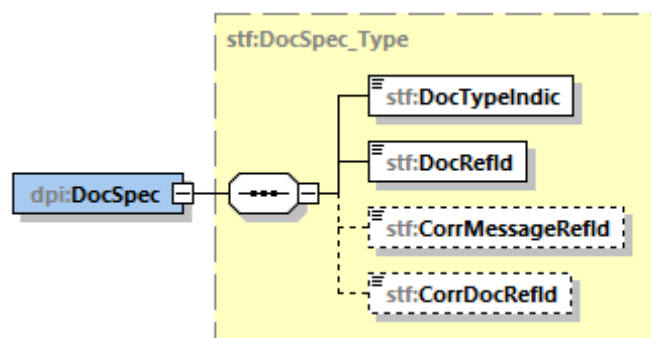 stf:DocSpec_Type
stf:DocTypeIndic
stf:DocRefId
dpi:DocSpec
stf:CorrMessageRefId
stf:CorrDocRefId